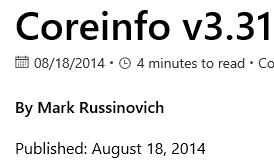 Coreinfo v3.31
08/18/2014 • 4 minutes to read • Co
By Mark Russinovich
Published: August 18, 2014